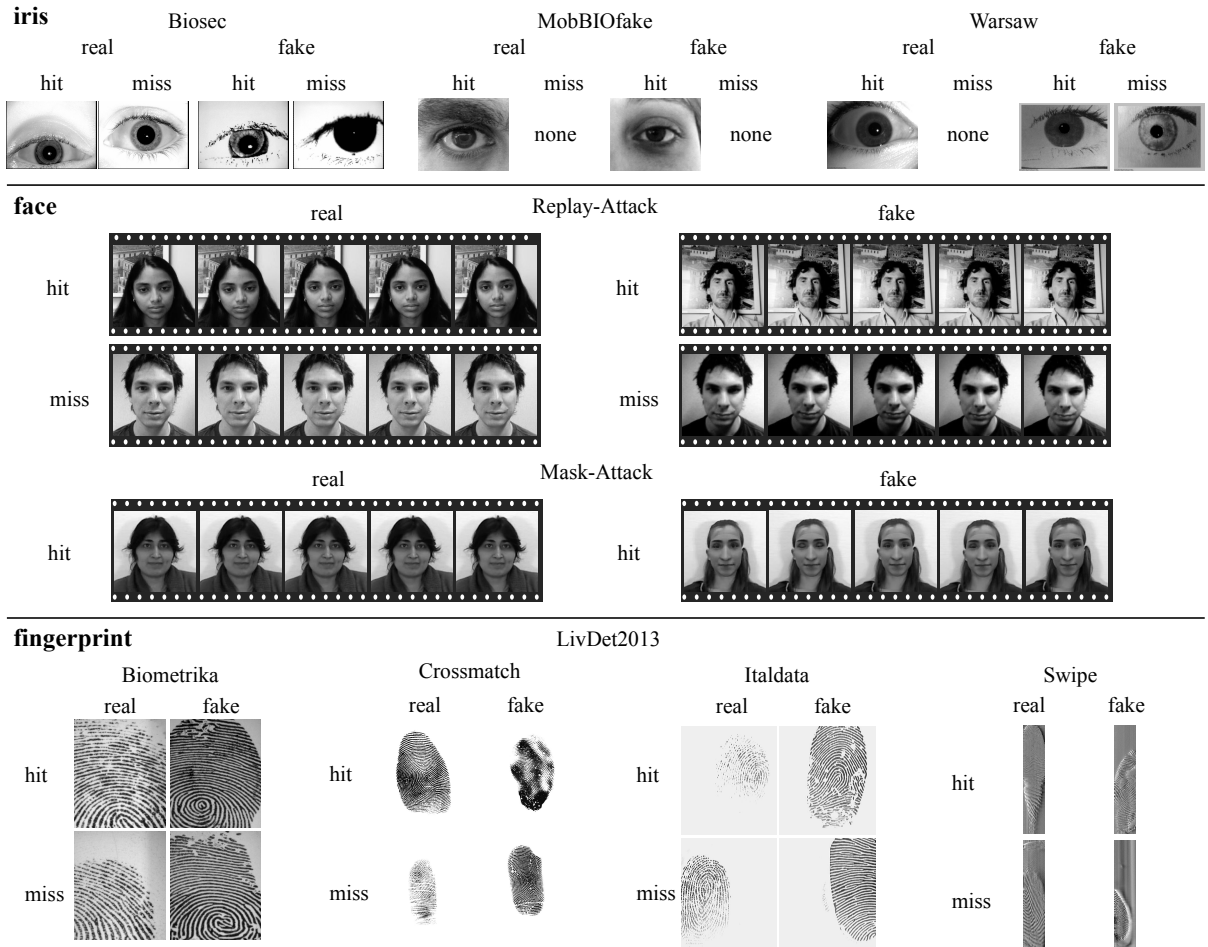 iris
Biosec MobBIOfake Warsaw
real fake real fake real fake
hit miss hit miss hit miss hit miss hit miss hit miss
none none none
face
Replay-Attack
real fake
hit hit
miss miss
Mask-Attack
real fake
hit hit
fingerprint
LivDet2013
Biometrika Crossmatch Italdata Swipe
real fake real fake real fake real fake
hit hit hit hit
miss miss miss miss